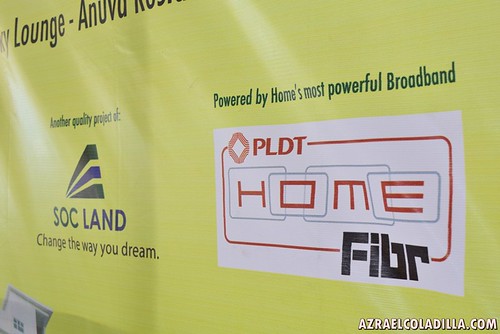 Lounge - Anuva
Powered by Home's most powerful Broadband
Another quality project of:
PLDT
HOME
Fibr
SOC LAND
Change the way you dream.
AZRAELCOLADILLA.COM